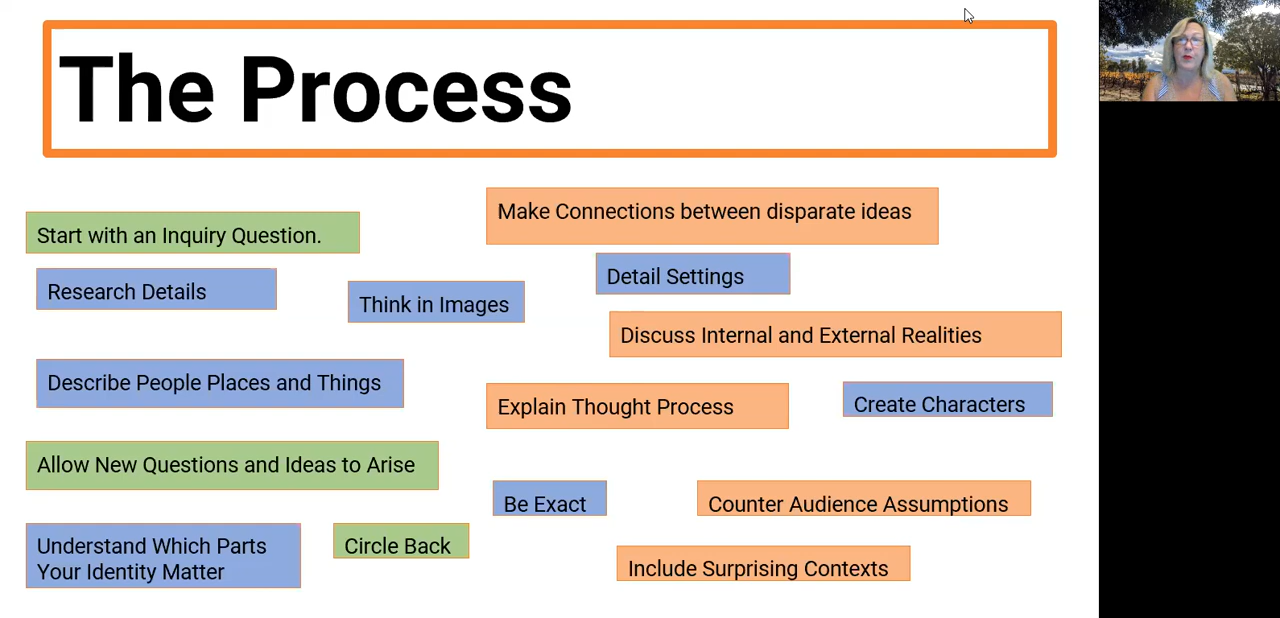 The Process
Start with an Inquiry Question.
Make Connections between disparate ideas
Research Details
Think in Images
Detail Settings
Discuss Internal and External Realities
Describe People Places and Things
Explain Thought Process
Create Characters
Allow New Questions and Ideas to Arise
Be Exact
Counter Audience Assumptions
Understand Which Parts
Your Identity Matter
Circle Back
Include Surprising Contexts